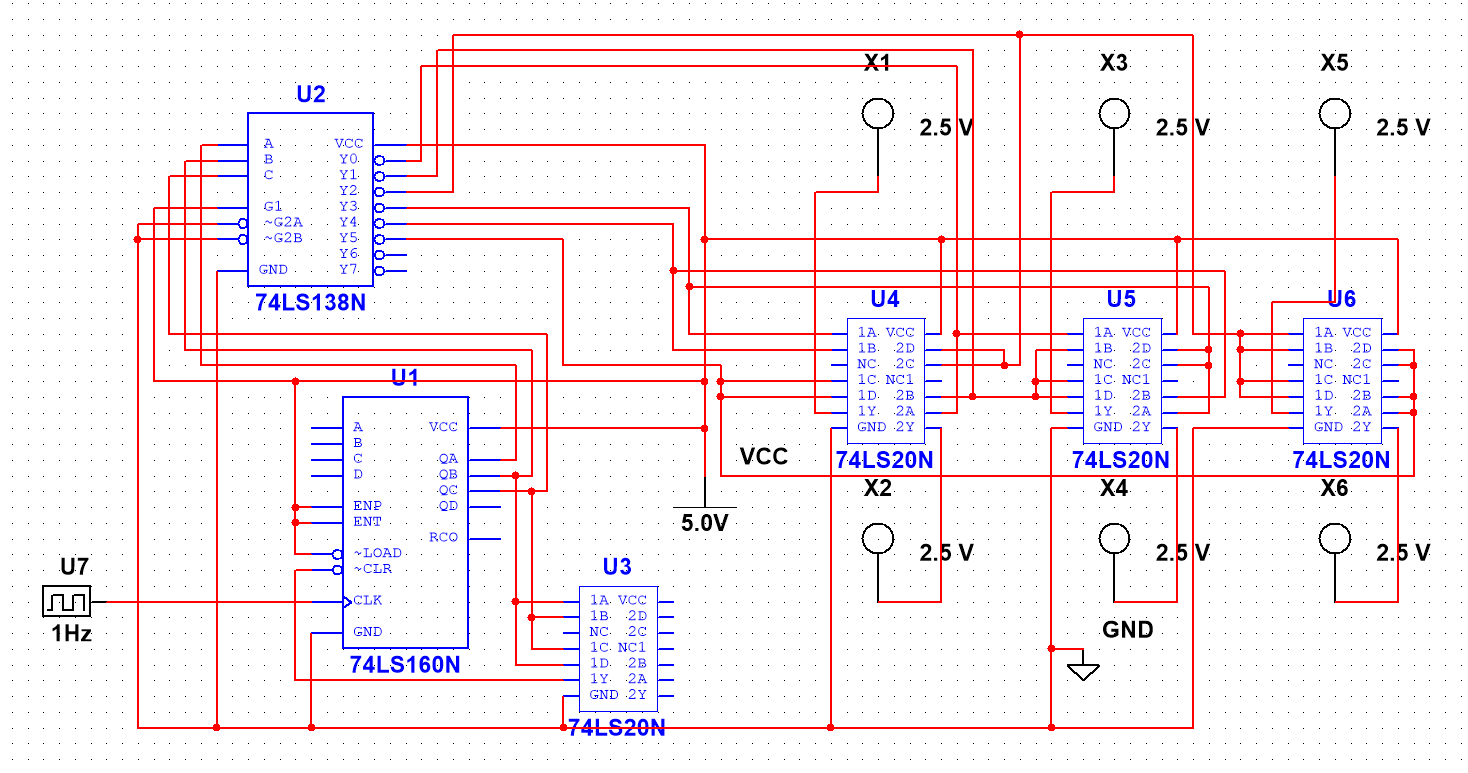 X1
X3
X5
2.5 V
2.5 V
2.5 V
U2
A
B
C
G1
~G2A
~G2B
GND
VCC
Y0
Y1
Y2
Y3
Y4
Y5
Y6
Y7
74LS138N
U4
1A VCC
1B 2D
NC 2C
1C NC1
1D 2B
1Y 2A
GND 2Y
74LS20N
U5
1A VCC
1B 2D
NC 2C
1C NC1
1D 2B
1Y 2A
GND 2Y
74LS20N
U6
1A VCC
1B 2D
NC 2C
1C NC1
1D 2B
1Y 2A
GND 2Y
74LS20N
U1
A
B
C
D
ENP
ENT
~LOAD
~CLR
CLK
GND
VCC
QA
QB
QC
QD
RCO
74LS160N
VCC
5.0V
X2
X4
X6
2.5 V
2.5 V
2.5 V
U7
1Hz
U3
1A VCC
1B 2D
NC 2C
1C NC1
1D 2B
1Y 2A
GND 2Y
74LS20N
GND